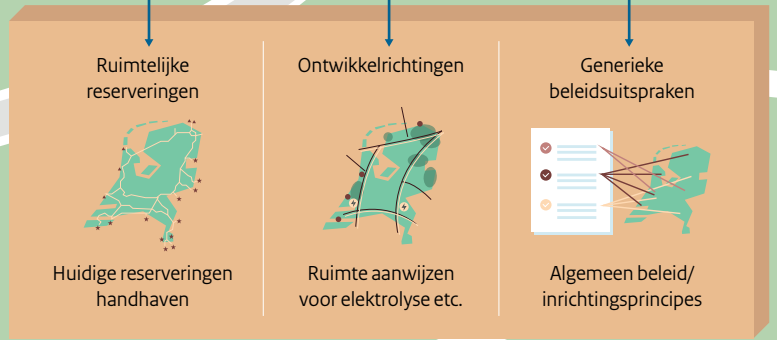 Ruimtelijke
reserveringen
Huidige reserveringen
handhaven
Ontwikkelrichtingen
Ruimte aanwijzen
voor elektrolyse etc.
Generieke
beleidsuitspraken
Algemeen beleid/
inrichtingsprincipes